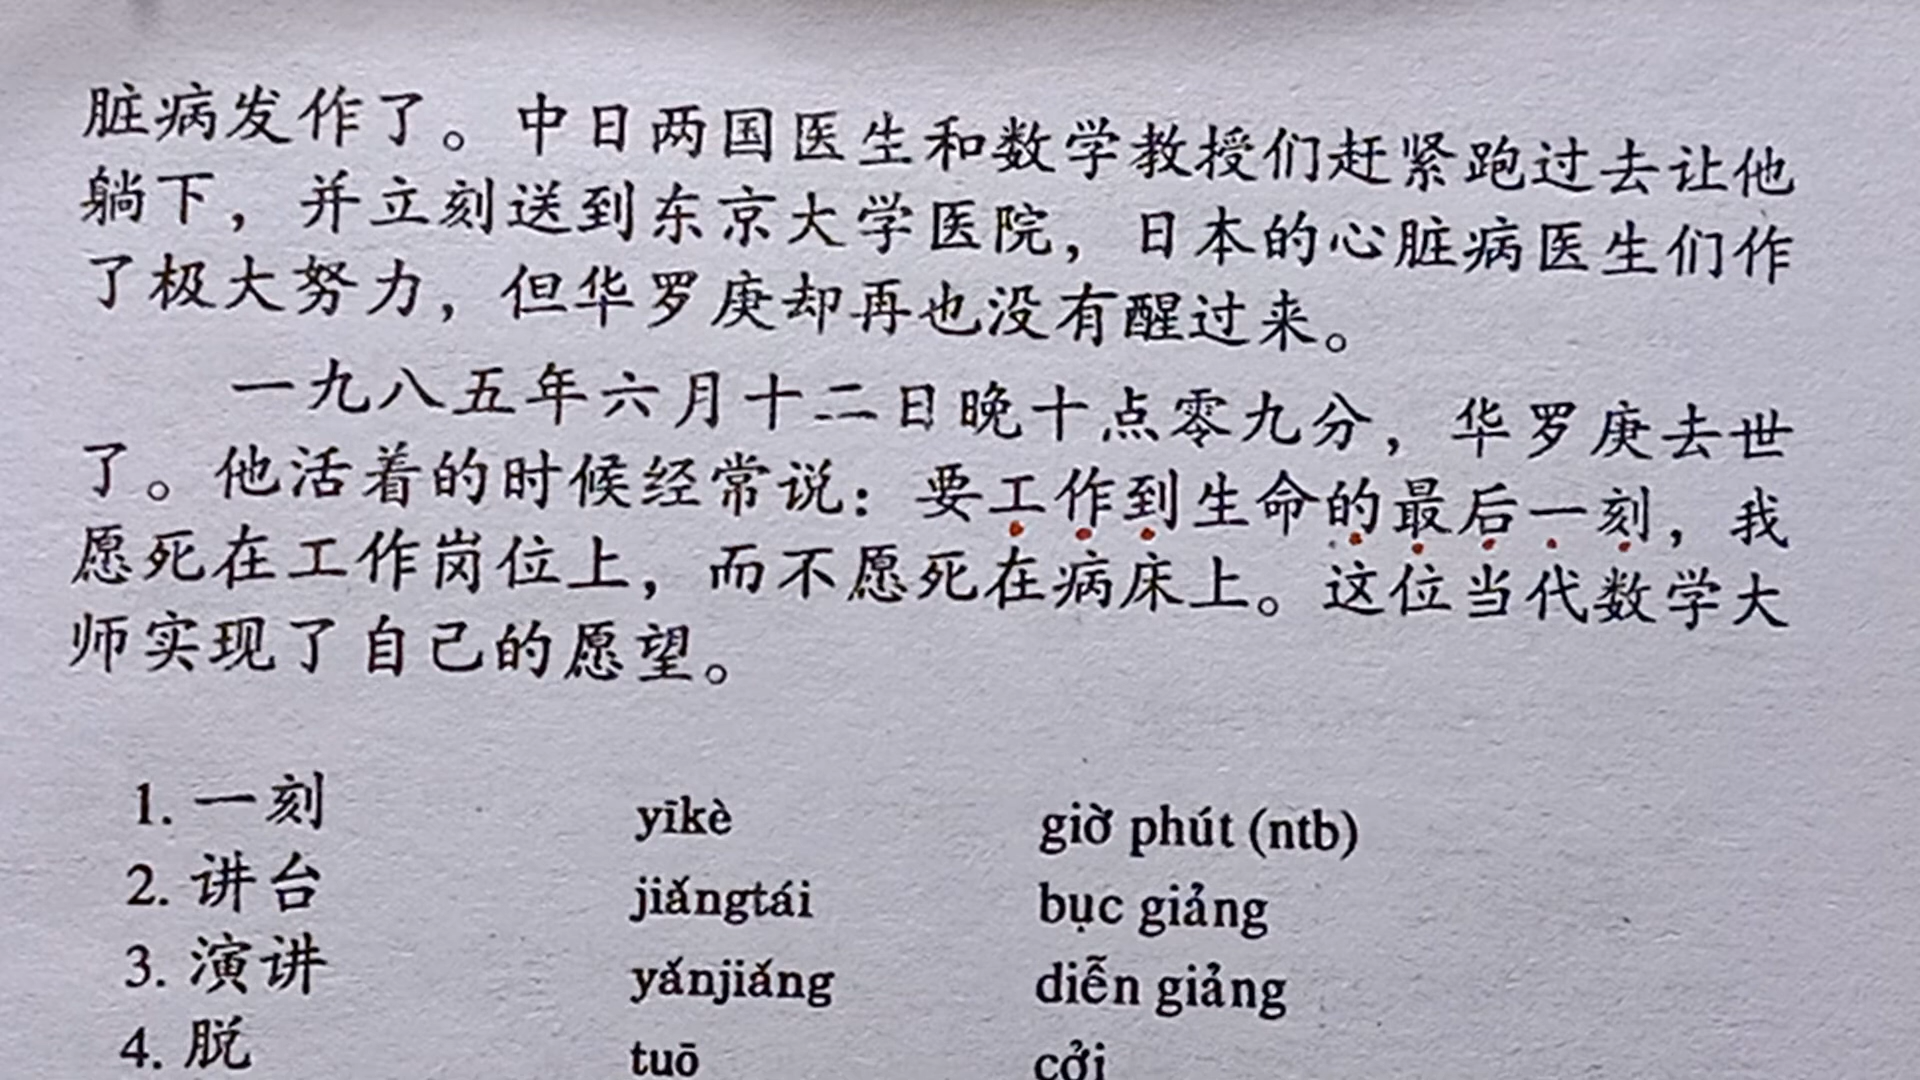 脏病发作了。中日两国医生和数学教授们赶紧跑过去让他
躺下，并立刻送到东京大学医院，日本的心脏病医生们作
了极大努力，但华罗庚却再也没有醒过来。
一九八五年六月十二日晚十点零九分，华罗庚去世
了。他活着的时候经常说：要工作到生命的最后一刻，我
愿死在工作岗位上，而不愿死在病床上。这位当代数学大
师实现了自己的愿望。
1. 一刻 yīkè giờ phút (ntb)
2. 讲台 jiǎngtái bục giảng
3. 演讲 yǎnjiǎng diễn giảng
4. 脱 tuō cởi